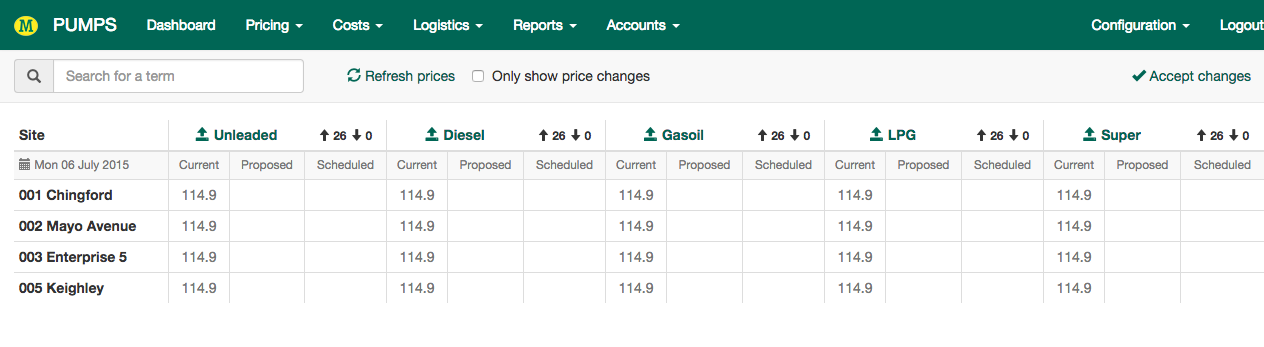 M PUMPS Dashboard Pricing Costs Logistics Reports Accounts Configuration Logout
Search for a term Refresh prices Only show price changes Accept changes
Site Unleaded 26 0 Diesel 26 0 Gasoil 26 0 LPG 26 0 Super 26 0
Mon 06 July 2015 Current Proposed Scheduled Current Proposed Scheduled Current Proposed Scheduled Current Proposed Scheduled Current Proposed Scheduled
001 Chingford 114.9 114.9 114.9 114.9 114.9
002 Mayo Avenue 114.9 114.9 114.9 114.9 114.9
003 Enterprise 5 114.9 114.9 114.9 114.9 114.9
005 Keighley 114.9 114.9 114.9 114.9 114.9